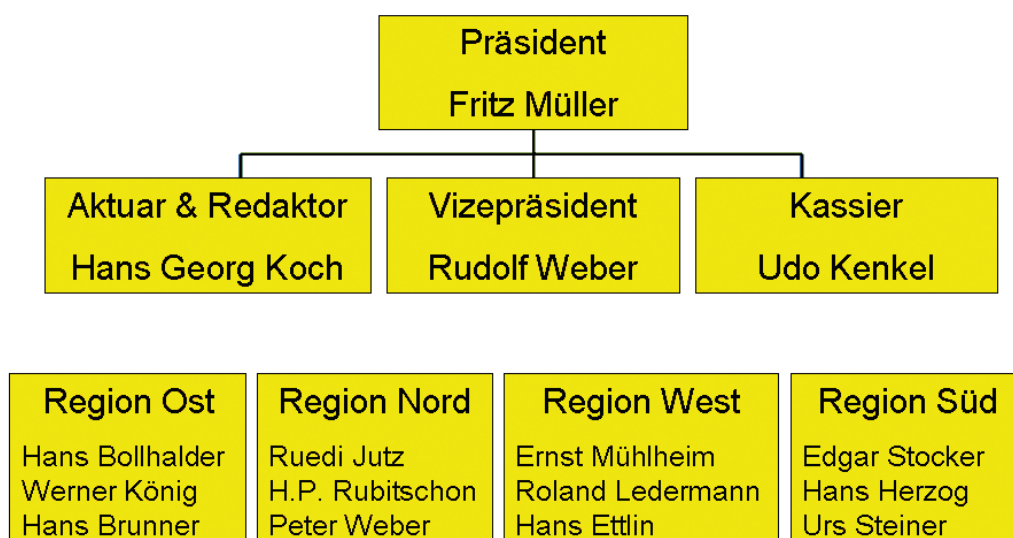 Präsident
Fritz Müller
Aktuar & Redaktor
Hans Georg Koch
Vizepräsident
Rudolf Weber
Kassier
Udo Kenkel
Region Ost
Hans Bollhalder
Werner König
Hans Brunner
Region Nord
Ruedi Jutz
H.P. Rubitschon
Peter Weber
Region West
Ernst Mühlheim
Roland Ledermann
Hans Ettlin
Region Süd
Edgar Stocker
Hans Herzog
Urs Steiner